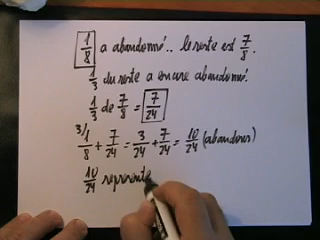 1/8 a abandonné.. le reste est 7/8.
1/3 du reste a encore abandonné.
1/3 de 7/8 = 7/24
3/ 1/8 + 7/24 = 3/24 + 7/24 = 10/24 (abandons)
10/24 représente